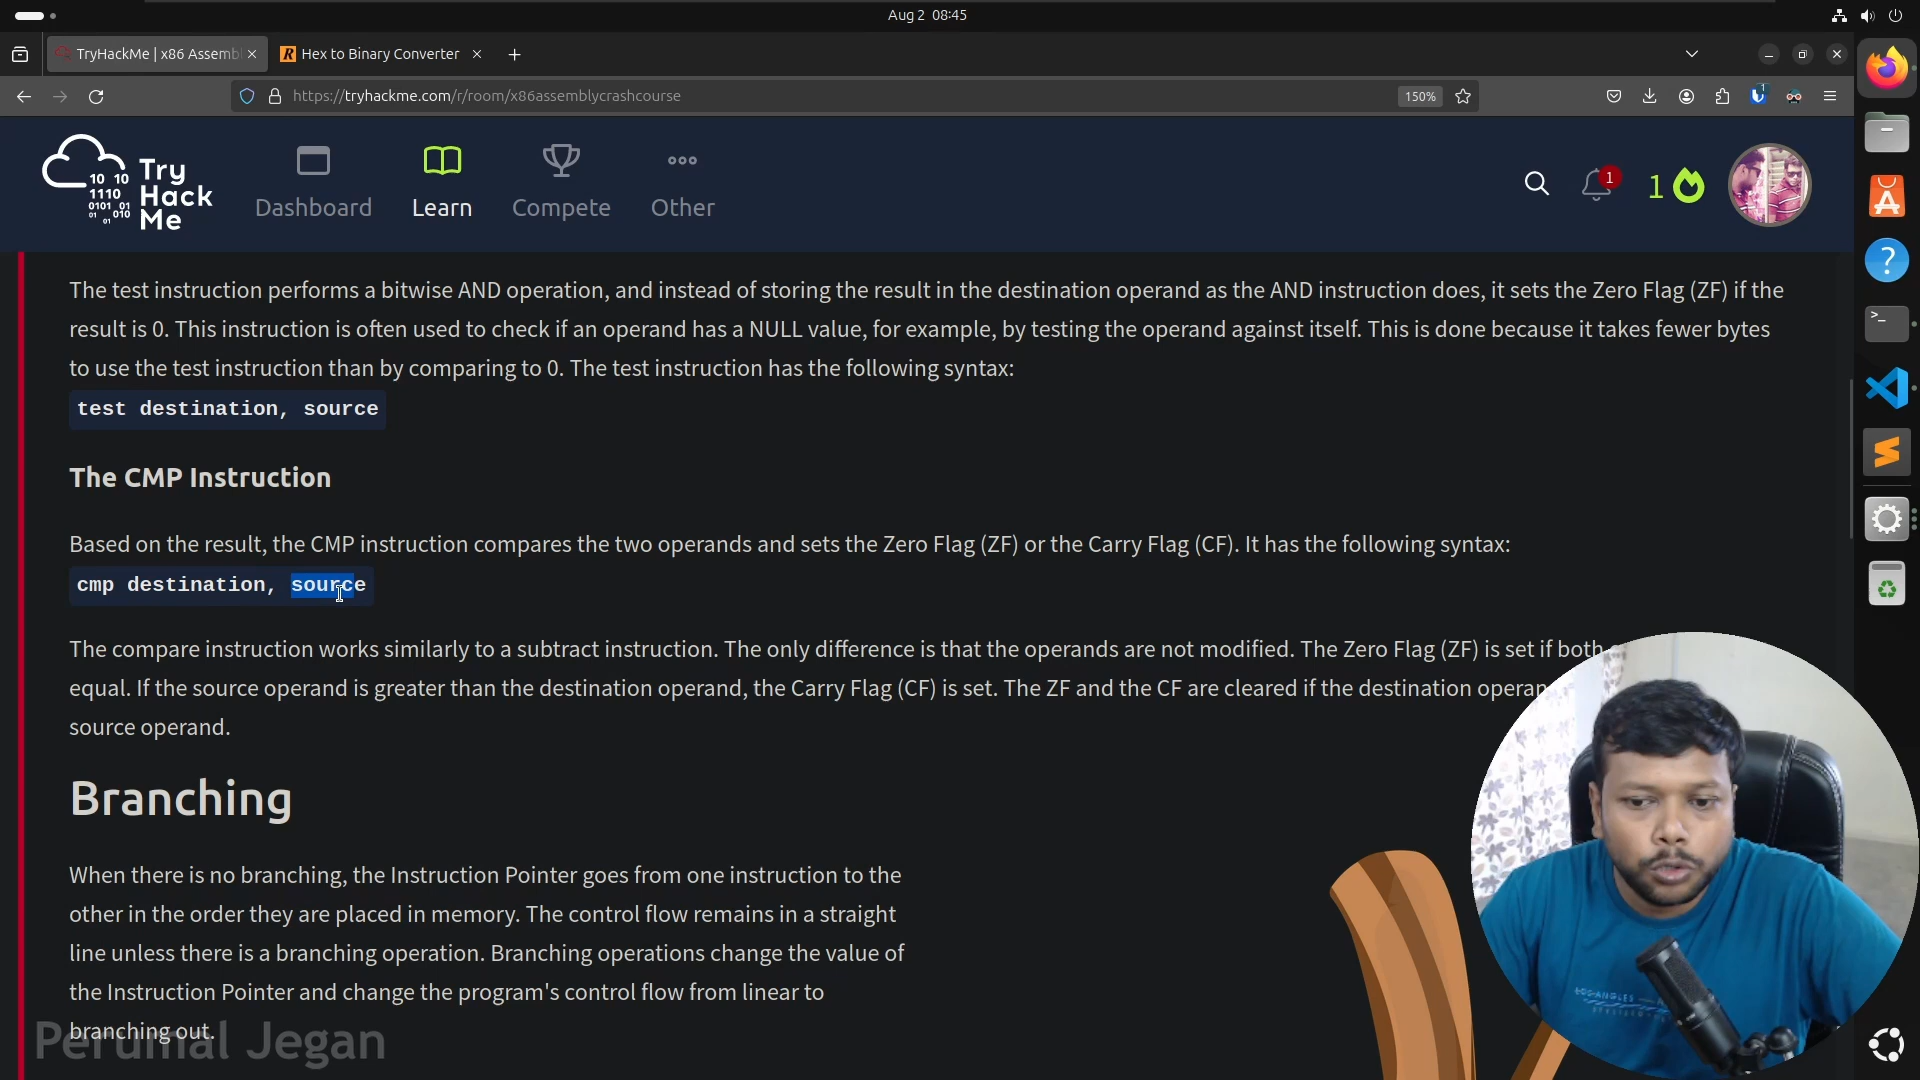 Aug 2 08:45
TryHackMe | x86 Assemb
Hex to Binary Converter
https://tryhackme.com/r/room/x86assemblycrashcourse
150%
1
10 10
1110
0101 01
01 010
Try
Hack
Me
Dashboard
Learn
Compete
Other
1
1
The test instruction performs a bitwise AND operation, and instead of storing the result in the destination operand as the AND instruction does, it sets the Zero Flag (ZF) if the
result is 0. This instruction is often used to check if an operand has a NULL value, for example, by testing the operand against itself. This is done because it takes fewer bytes
to use the test instruction than by comparing to 0. The test instruction has the following syntax:
test destination, source
The CMP Instruction
Based on the result, the CMP instruction compares the two operands and sets the Zero Flag (ZF) or the Carry Flag (CF). It has the following syntax:
cmp destination, source
The compare instruction works similarly to a subtract instruction. The only difference is that the operands are not modified. The Zero Flag (ZF) is set if both
equal. If the source operand is greater than the destination operand, the Carry Flag (CF) is set. The ZF and the CF are cleared if the destination operan
source operand.
Branching
When there is no branching, the Instruction Pointer goes from one instruction to the
other in the order they are placed in memory. The control flow remains in a straight
line unless there is a branching operation. Branching operations change the value of
the Instruction Pointer and change the program's control flow from linear to
branching out.
Perumal Jegan